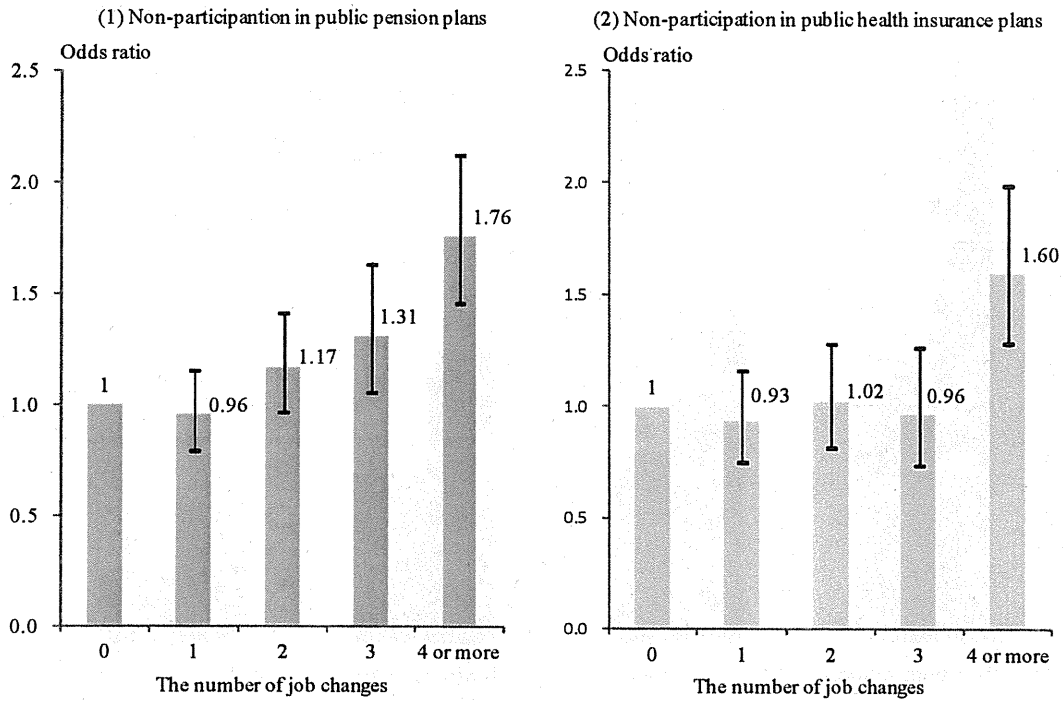 (1) Non-participantion in public pension plans
Odds ratio
2.5
2.0
1.5
1.0
0.5
0.0
1
0.96
1.17
1.31
1.76
0 1 2 3 4 or more
The number of job changes
(2) Non-participation in public health insurance plans
Odds ratio
2.5
2.0
1.5
1.0
0.5
0.0
1
0.93
1.02
0.96
1.60
0 1 2 3 4 or more
The number of job changes